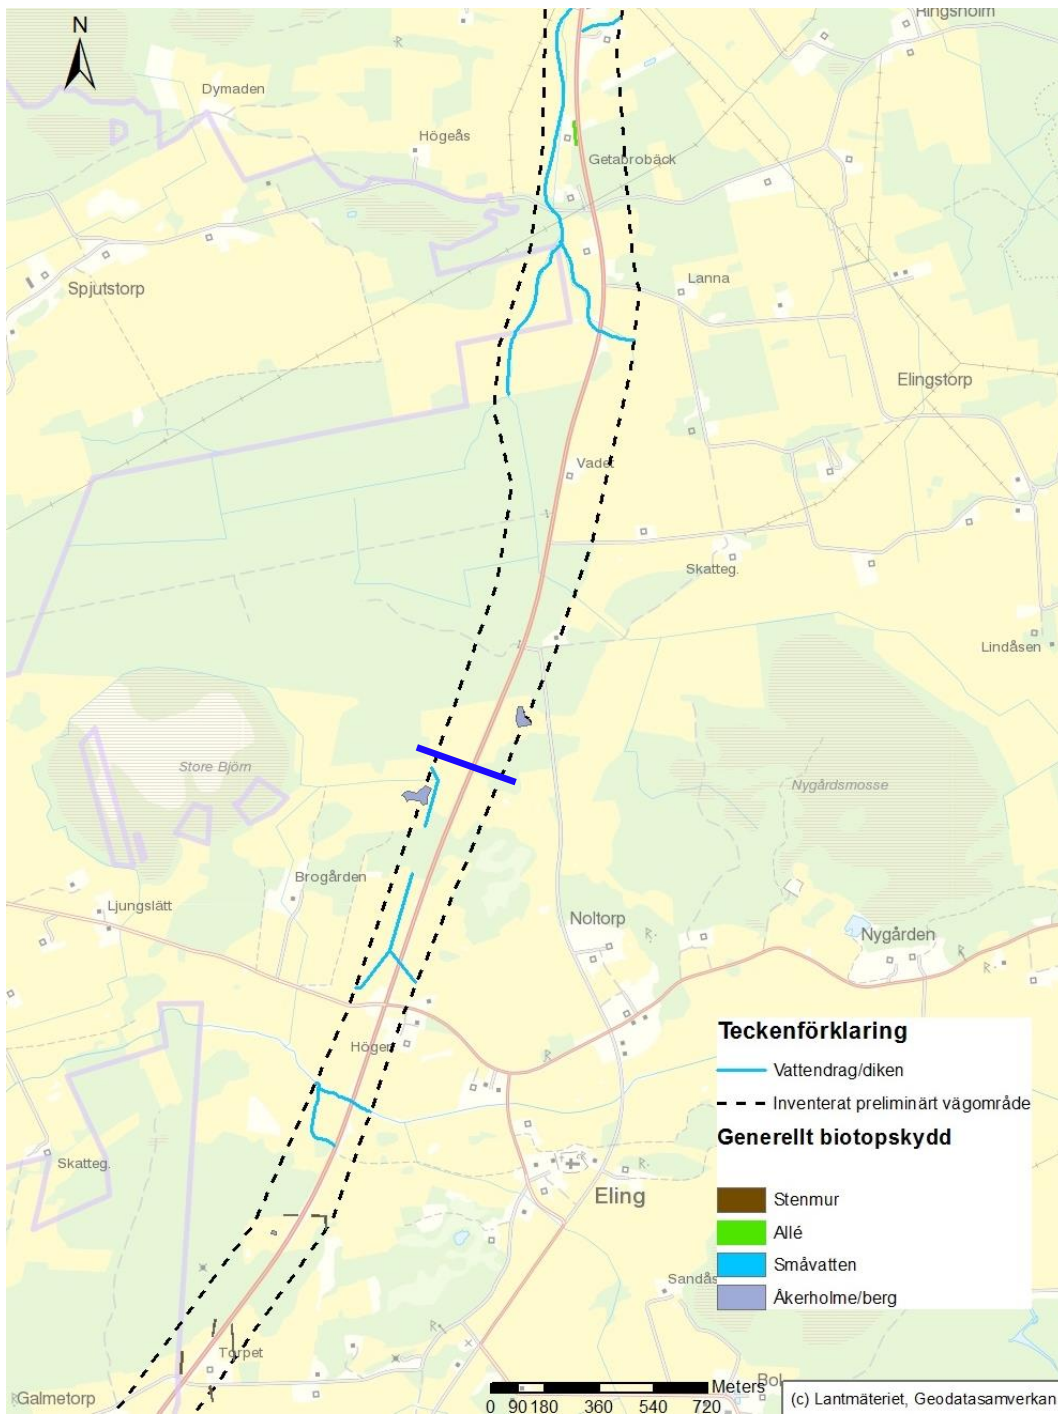 N
Ringsholm
Dymaden
Högeås
Getabrobäck
Spjutstorp
Lanna
Elingstorp
Vadet
Skatteg.
Lindåsen
Store Björn
Nygårdsmosse
Brogården
Ljungslätt
Noltorp
Nygården
Högen
Skatteg.
Eling
Sandås
Torpet
Galmetorp
Bol
Teckenförklaring
Vattendrag/diken
Inventerat preliminärt vägområde
Generellt biotopskydd
Stenmur
Allé
Småvatten
Åkerholme/berg
Meters
0 90 180 360 540 720
(c) Lantmäteriet, Geodatasamverkan